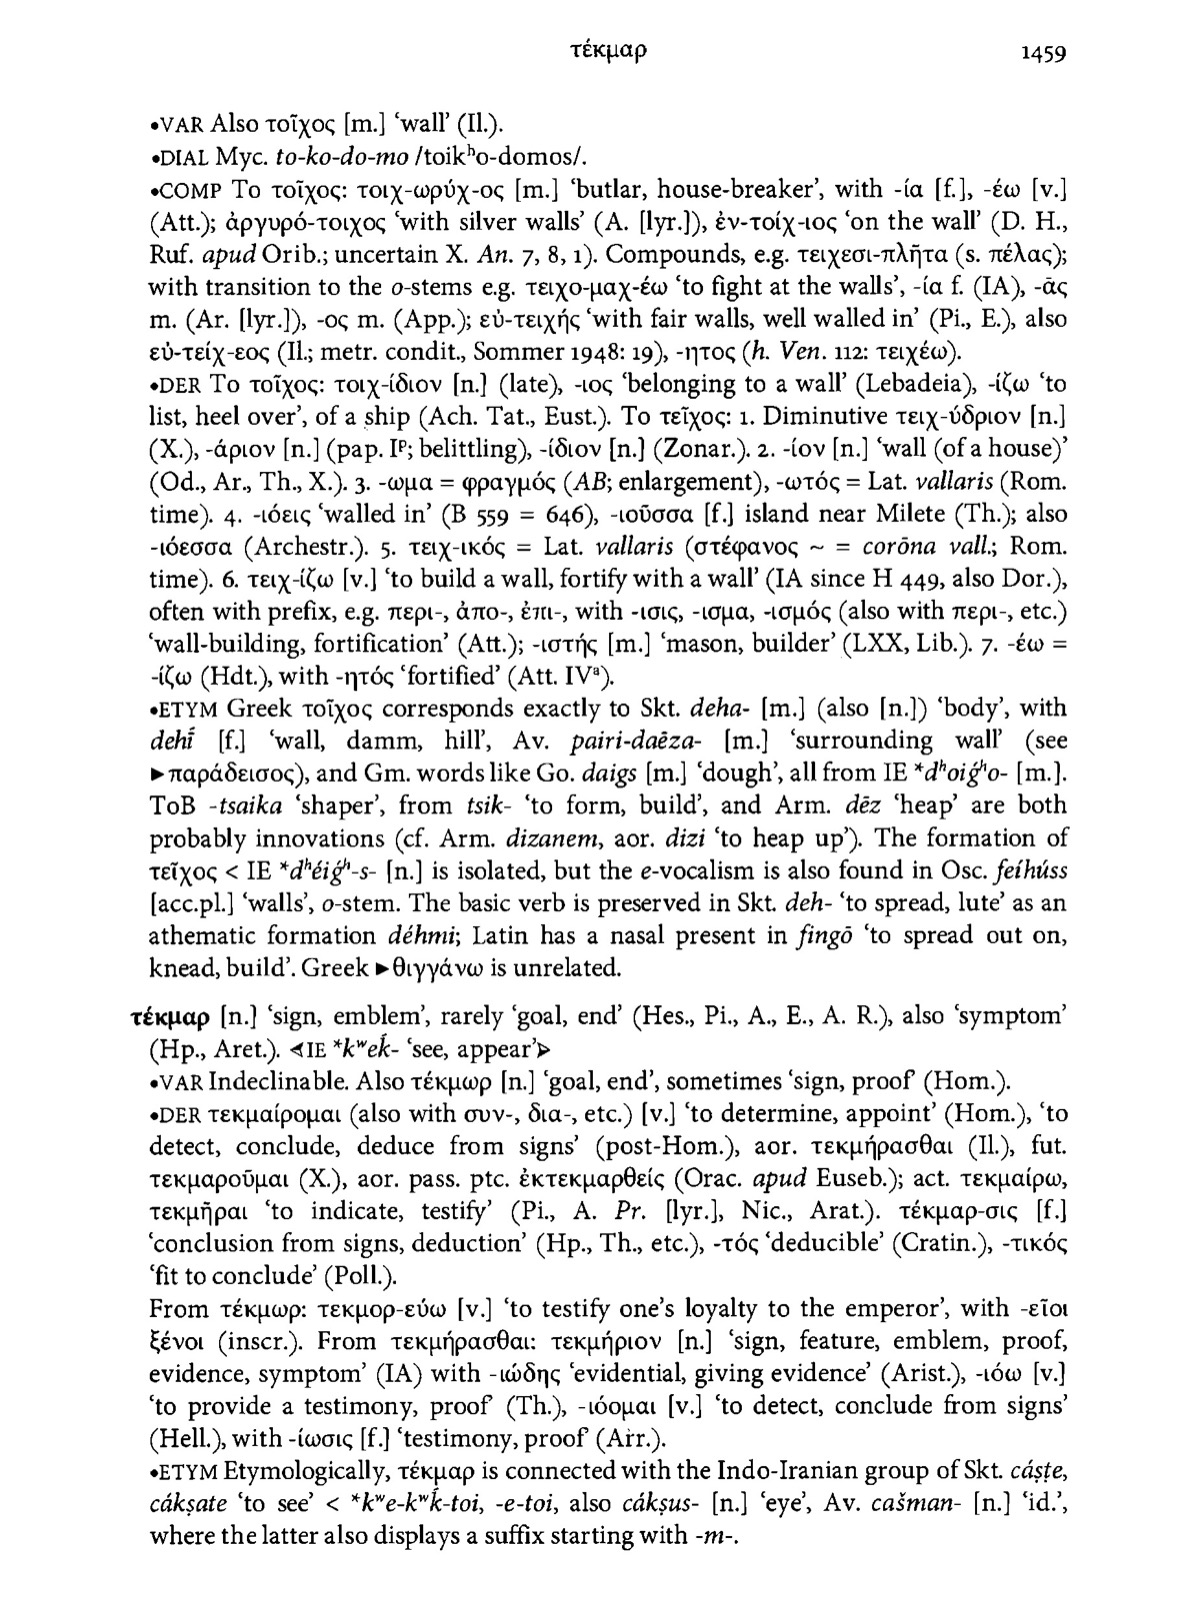 τέκμαρ 1459
•VAR Also τοῖχος [m.] ‘wall’ (Il.).
•DIAL Myc. to-ko-do-mo /toikʰo-domos/.
•COMP To τοῖχος: τοιχ-ωρύχ-ος [m.] ‘butlar, house-breaker’, with -ία [f.], -έω [v.]
(Att.); ἀργυρό-τοιχος ‘with silver walls’ (A. [lyr.]), ἐν-τοίχ-ιος ‘on the wall’ (D. H.,
Ruf. apud Orib.; uncertain X. An. 7, 8, 1). Compounds, e.g. τειχεσι-πλῆτα (s. πέλας);
with transition to the o-stems e.g. τειχο-μαχ-έω ‘to fight at the walls’, -ία f. (IA), -ᾱς
m. (Ar. [lyr.]), -ος m. (App.); εὐ-τειχής ‘with fair walls, well walled in’ (Pi., E.), also
εὐ-τείχ-εος (Il.; metr. condit., Sommer 1948: 19), -ητος (h. Ven. 112: τειχέω).
•DER To τοῖχος: τοιχ-ίδιον [n.] (late), -ιος ‘belonging to a wall’ (Lebadeia), -ίζω ‘to
list, heel over’, of a ship (Ach. Tat., Eust.). To τεῖχος: 1. Diminutive τειχ-ύδριον [n.]
(X.), -άριον [n.] (pap. Iᵖ; belittling), -ίδιον [n.] (Zonar.). 2. -ίον [n.] ‘wall (of a house)’
(Od., Ar., Th., X.). 3. -ωμα = φραγμός (AB; enlargement), -ωτός = Lat. vallaris (Rom.
time). 4. -ιόεις ‘walled in’ (B 559 = 646), -ιοῦσσα [f.] island near Milete (Th.); also
-ιόεσσα (Archestr.). 5. τειχ-ικός = Lat. vallaris (στέφανος ~ = corōna vall.; Rom.
time). 6. τειχ-ίζω [v.] ‘to build a wall, fortify with a wall’ (IA since H 449, also Dor.),
often with prefix, e.g. περι-, ἀπο-, ἐπι-, with -ισις, -ισμα, -ισμός (also with περι-, etc.)
‘wall-building, fortification’ (Att.); -ιστής [m.] ‘mason, builder’ (LXX, Lib.). 7. -έω =
-ίζω (Hdt.), with -ητός ‘fortified’ (Att. IVᵃ).
•ETYM Greek τοῖχος corresponds exactly to Skt. deha- [m.] (also [n.]) ‘body’, with
dehī́ [f.] ‘wall, damm, hill’, Av. pairi-daēza- [m.] ‘surrounding wall’ (see
►παράδεισος), and Gm. words like Go. daigs [m.] ‘dough’, all from IE *dʰoiǵʰo- [m.].
ToB -tsaika ‘shaper’, from tsik- ‘to form, build’, and Arm. dēz ‘heap’ are both
probably innovations (cf. Arm. dizanem, aor. dizi ‘to heap up’). The formation of
τεῖχος < IE *dʰéiǵʰ-s- [n.] is isolated, but the e-vocalism is also found in Osc. feíhúss
[acc.pl.] ‘walls’, o-stem. The basic verb is preserved in Skt. deh- ‘to spread, lute’ as an
athematic formation déhmi; Latin has a nasal present in fingō ‘to spread out on,
knead, build’. Greek ►θιγγάνω is unrelated.
τέκμαρ [n.] ‘sign, emblem’, rarely ‘goal, end’ (Hes., Pi., A., E., A. R.), also ‘symptom’
(Hp., Aret.). ⊲IE *kʷeḱ- ‘see, appear’⊳
•VAR Indeclinable. Also τέκμωρ [n.] ‘goal, end’, sometimes ‘sign, proof’ (Hom.).
•DER τεκμαίρομαι (also with συν-, δια-, etc.) [v.] ‘to determine, appoint’ (Hom.), ‘to
detect, conclude, deduce from signs’ (post-Hom.), aor. τεκμήρασθαι (Il.), fut.
τεκμαροῦμαι (X.), aor. pass. ptc. ἐκτεκμαρθείς (Orac. apud Euseb.); act. τεκμαίρω,
τεκμῆραι ‘to indicate, testify’ (Pi., A. Pr. [lyr.], Nic., Arat.). τέκμαρ-σις [f.]
‘conclusion from signs, deduction’ (Hp., Th., etc.), -τός ‘deducible’ (Cratin.), -τικός
‘fit to conclude’ (Poll.).
From τέκμωρ: τεκμορ-εύω [v.] ‘to testify one’s loyalty to the emperor’, with -εῖοι
ξένοι (inscr.). From τεκμήρασθαι: τεκμήριον [n.] ‘sign, feature, emblem, proof,
evidence, symptom’ (IA) with -ιώδης ‘evidential, giving evidence’ (Arist.), -ιόω [v.]
‘to provide a testimony, proof’ (Th.), -ιόομαι [v.] ‘to detect, conclude from signs’
(Hell.), with -ίωσις [f.] ‘testimony, proof’ (Arr.).
•ETYM Etymologically, τέκμαρ is connected with the Indo-Iranian group of Skt. cáṣṭe,
cákṣate ‘to see’ < *kʷe-kʷḱ-toi, -e-toi, also cákṣus- [n.] ‘eye’, Av. cašman- [n.] ‘id.’,
where the latter also displays a suffix starting with -m-.